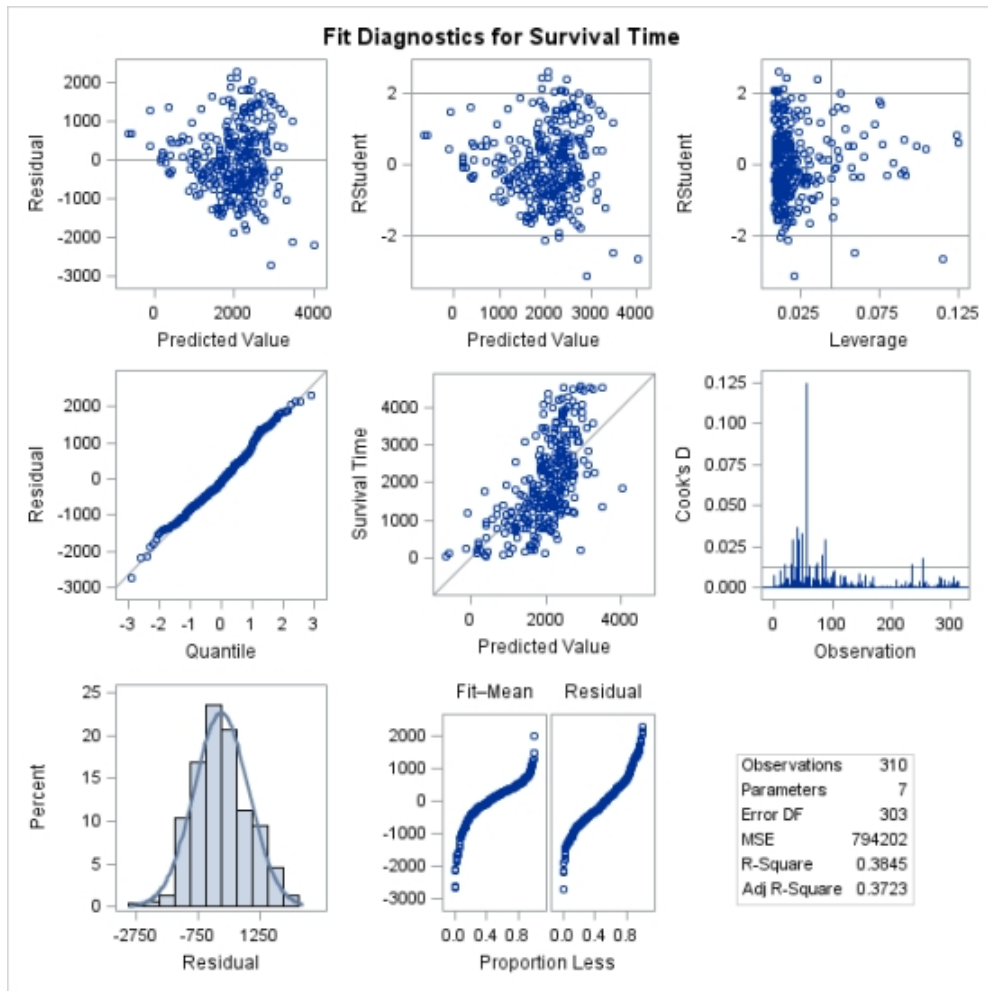 Fit Diagnostics for Survival Time
2000
1000
0
-1000
-2000
-3000
Residual
0 2000 4000
Predicted Value
2
0
-2
RStudent
0 1000 2000 3000 4000
Predicted Value
2
0
-2
RStudent
0.025 0.075 0.125
Leverage
2000
1000
0
-1000
-2000
-3000
Residual
-3 -2 -1 0 1 2 3
Quantile
4000
3000
2000
1000
0
Survival Time
0 2000 4000
Predicted Value
0.125
0.100
0.075
0.050
0.025
0.000
Cook's D
0 100 200 300
Observation
25
20
15
10
5
0
Percent
-2750 -750 1250
Residual
Fit–Mean Residual
2000
1000
0
-1000
-2000
-3000
0.0 0.4 0.8 0.0 0.4 0.8
Proportion Less
Observations 310
Parameters 7
Error DF 303
MSE 794202
R-Square 0.3845
Adj R-Square 0.3723